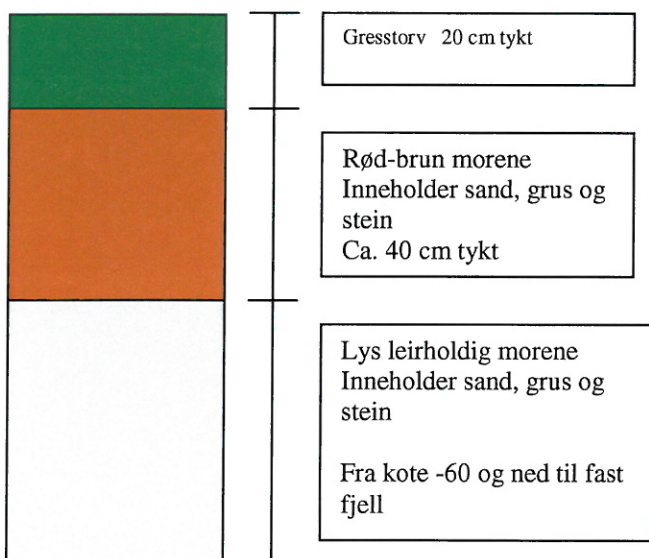 Gresstorv 20 cm tykt
Rød-brun morene
Inneholder sand, grus og
stein
Ca. 40 cm tykt
Lys leirholdig morene
Inneholder sand, grus og
stein
Fra kote -60 og ned til fast
fjell